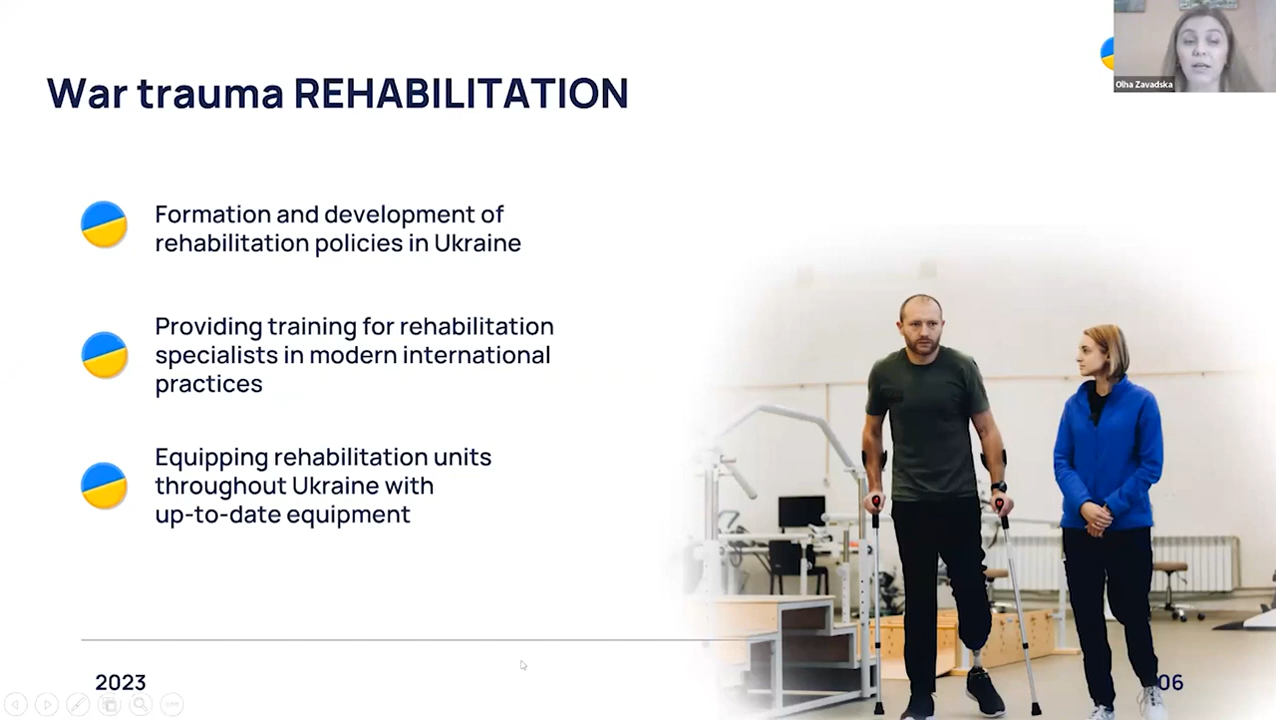 War trauma REHABILITATION
Olha Zavadska
Formation and development of
rehabilitation policies in Ukraine
Providing training for rehabilitation
specialists in modern international
practices
Equipping rehabilitation units
throughout Ukraine with
up-to-date equipment
2023
06